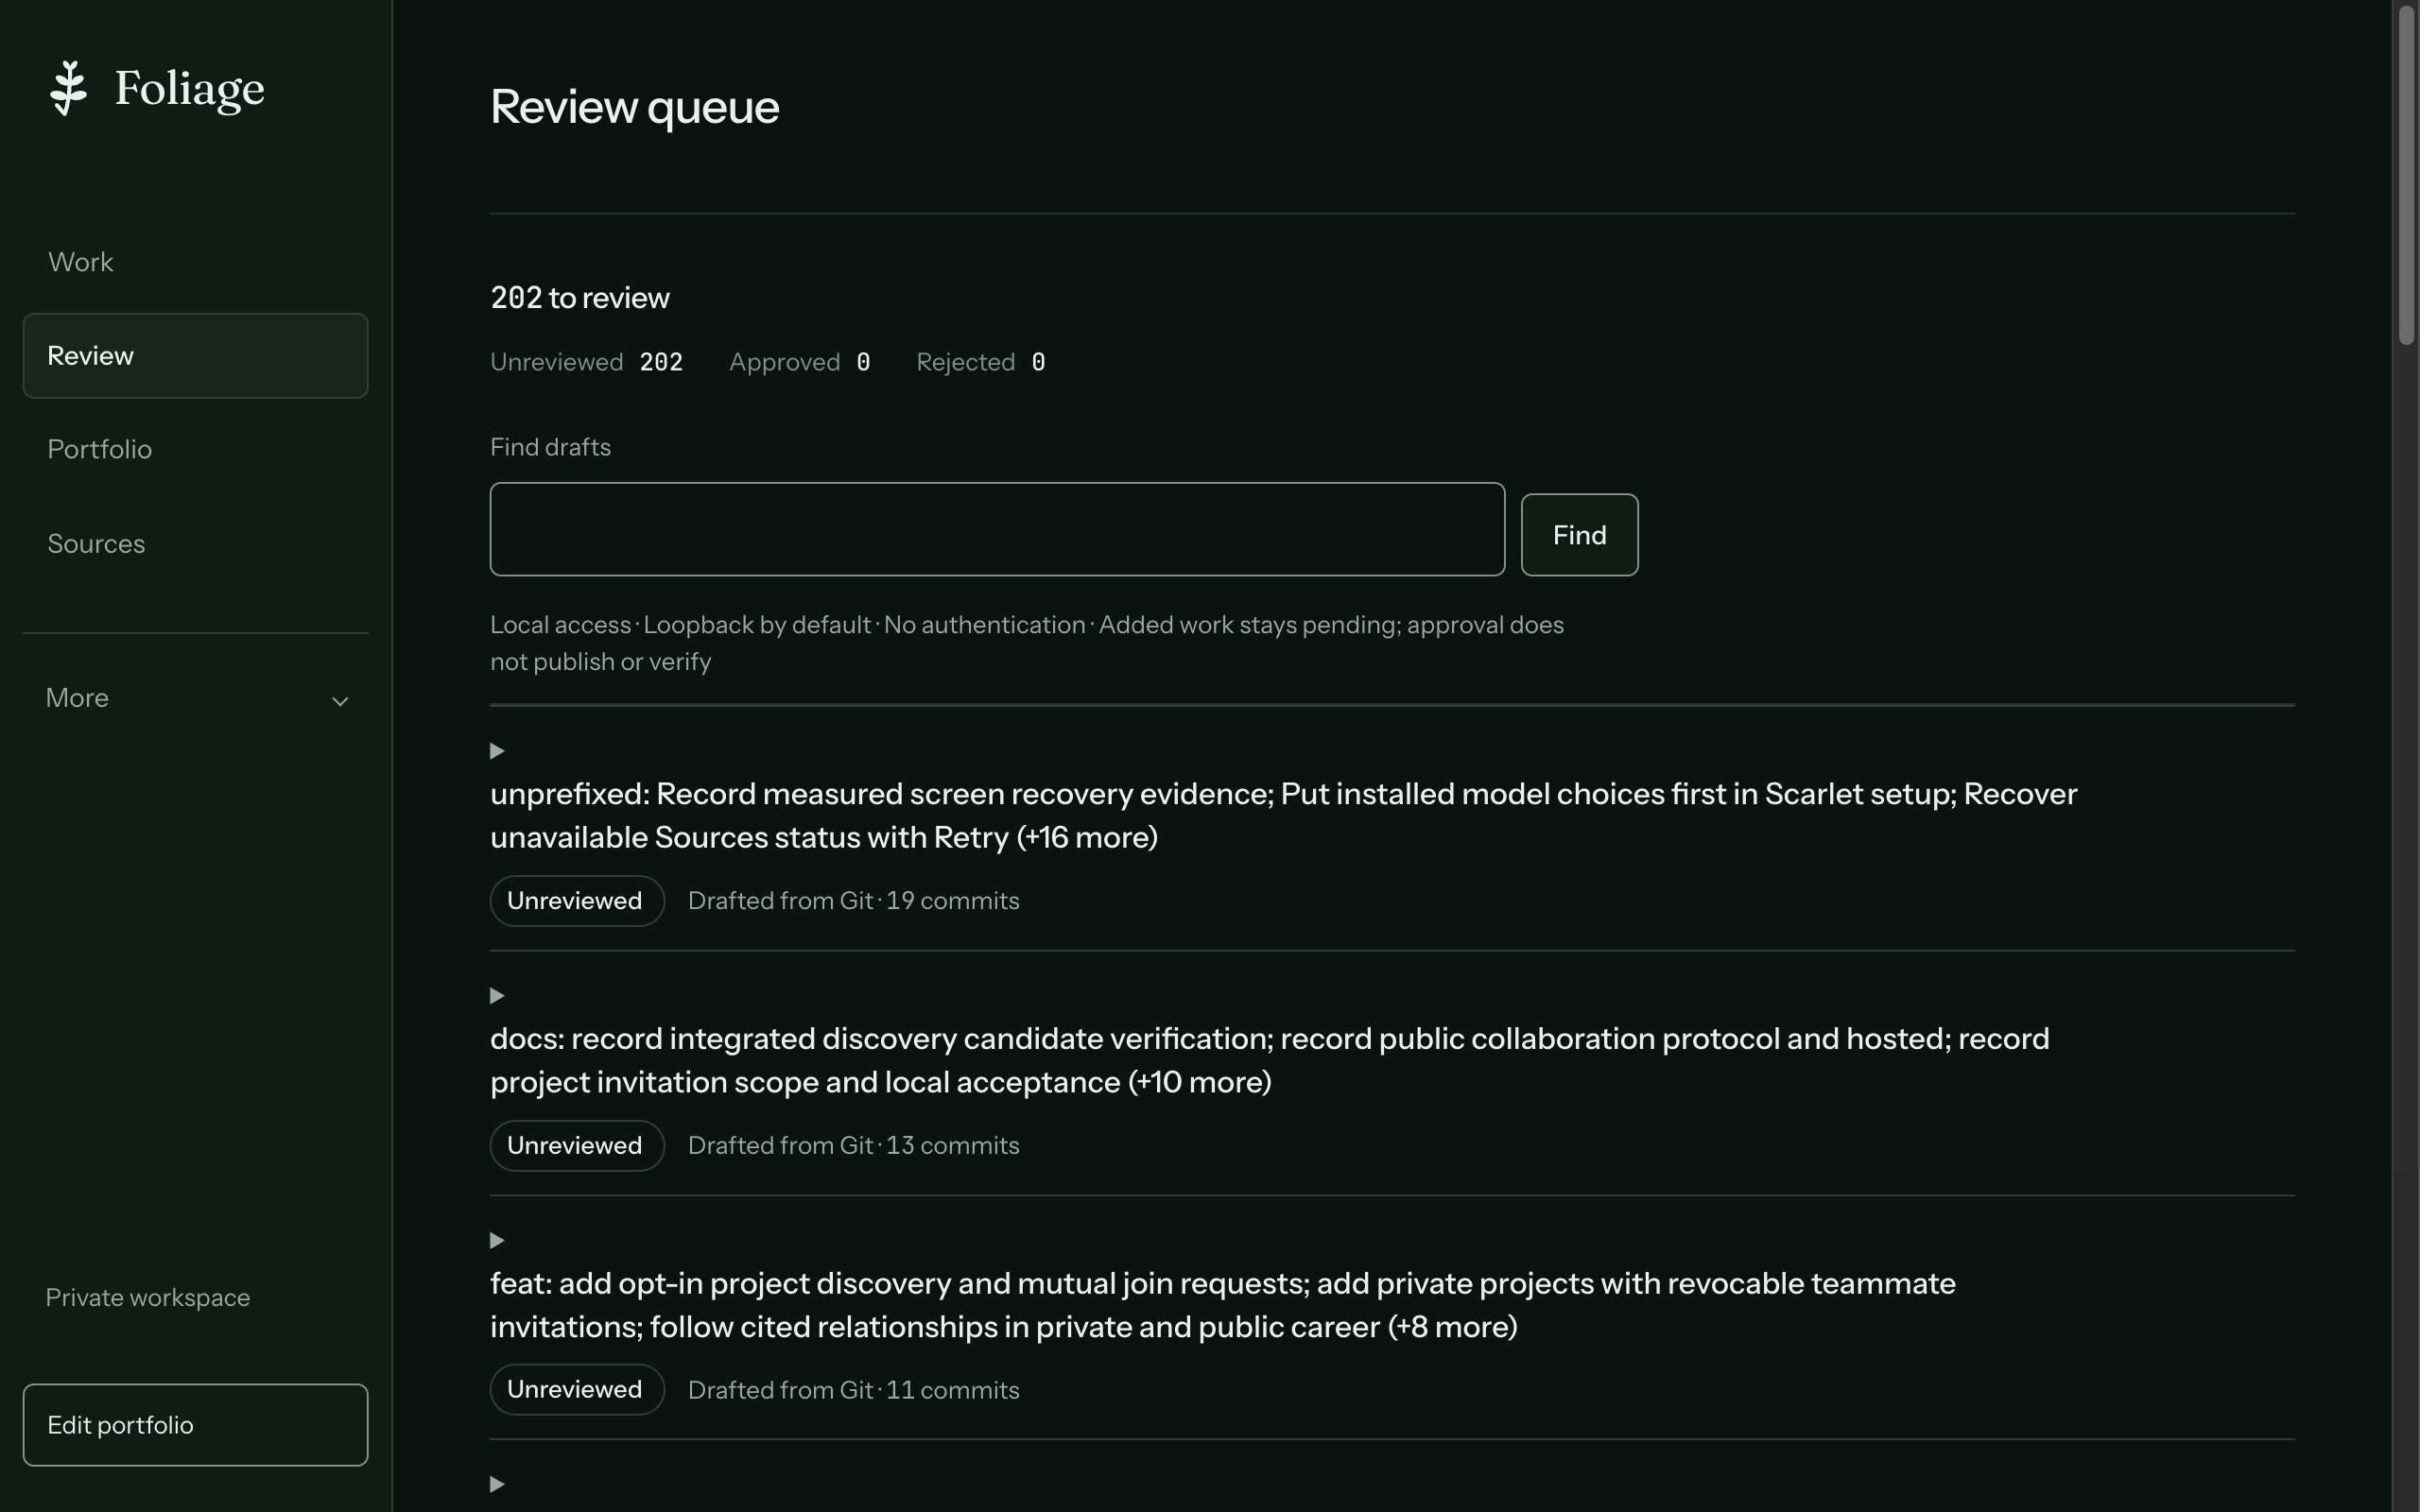 Foliage
Work
Review
Portfolio
Sources
More
Private workspace
Edit portfolio
Review queue
202 to review
Unreviewed 202 Approved 0 Rejected 0
Find drafts
Find
Local access · Loopback by default · No authentication · Added work stays pending; approval does
not publish or verify
unprefixed: Record measured screen recovery evidence; Put installed model choices first in Scarlet setup; Recover
unavailable Sources status with Retry (+16 more)
Unreviewed Drafted from Git · 19 commits
docs: record integrated discovery candidate verification; record public collaboration protocol and hosted; record
project invitation scope and local acceptance (+10 more)
Unreviewed Drafted from Git · 13 commits
feat: add opt-in project discovery and mutual join requests; add private projects with revocable teammate
invitations; follow cited relationships in private and public career (+8 more)
Unreviewed Drafted from Git · 11 commits